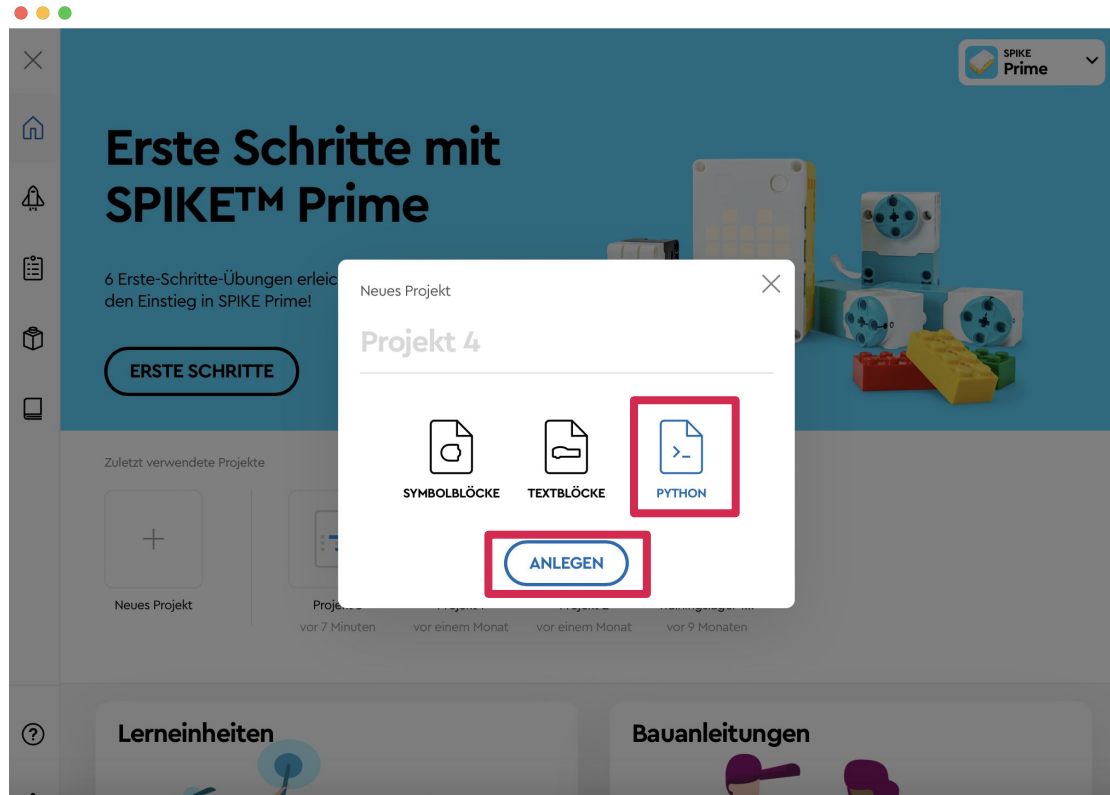 SPIKE
Prime
Erste Schritte mit
SPIKE™ Prime
6 Erste-Schritte-Übungen erleic
den Einstieg in SPIKE Prime!
ERSTE SCHRITTE
Neues Projekt
Projekt 4
SYMBOLBLÖCKE
TEXTBLÖCKE
>_
PYTHON
ANLEGEN
Zuletzt verwendete Projekte
Neues Projekt
vor 7 Minuten
vor einem Monat
vor einem Monat
vor 9 Monaten
Lerneinheiten
Bauanleitungen